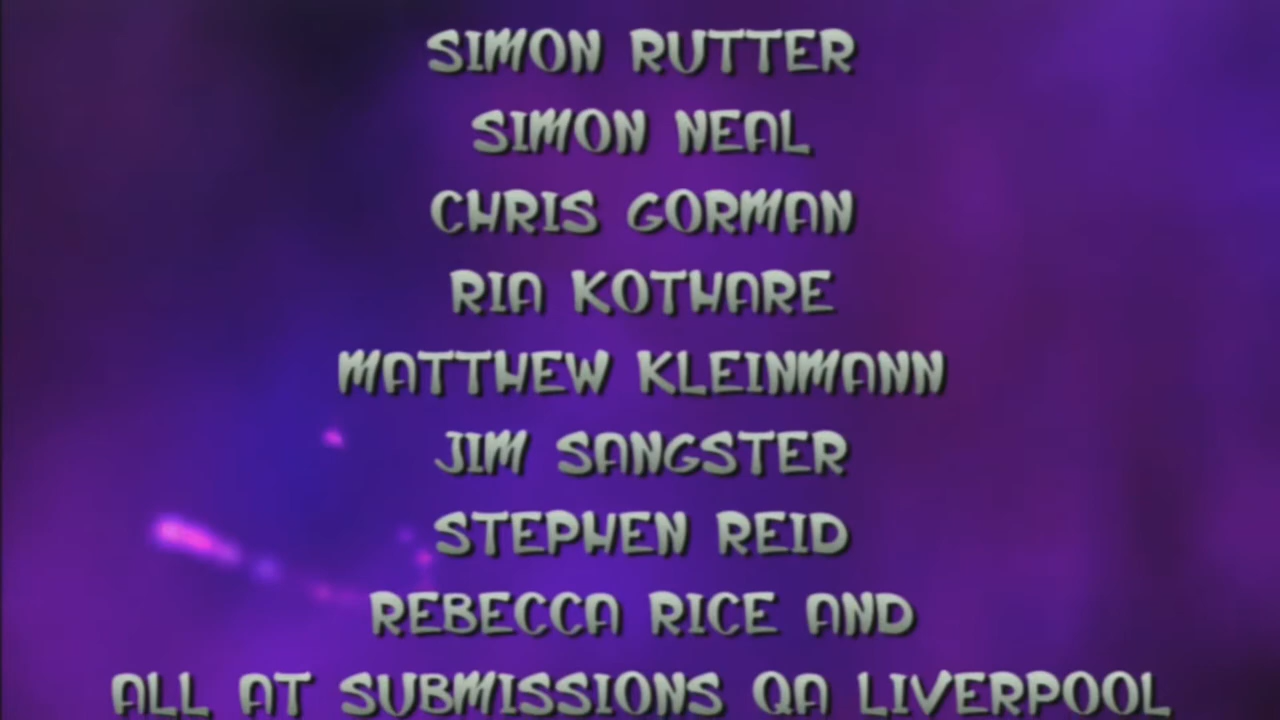 SIMON RUTTER
SIMON NEAL
CHRIS GORMAN
RIA KOTHARE
MATTHEW KLEINMANN
JIM SANGSTER
STEPHEN REID
REBECCA RICE AND
ALL AT SUBMISSIONS QA LIVERPOOL